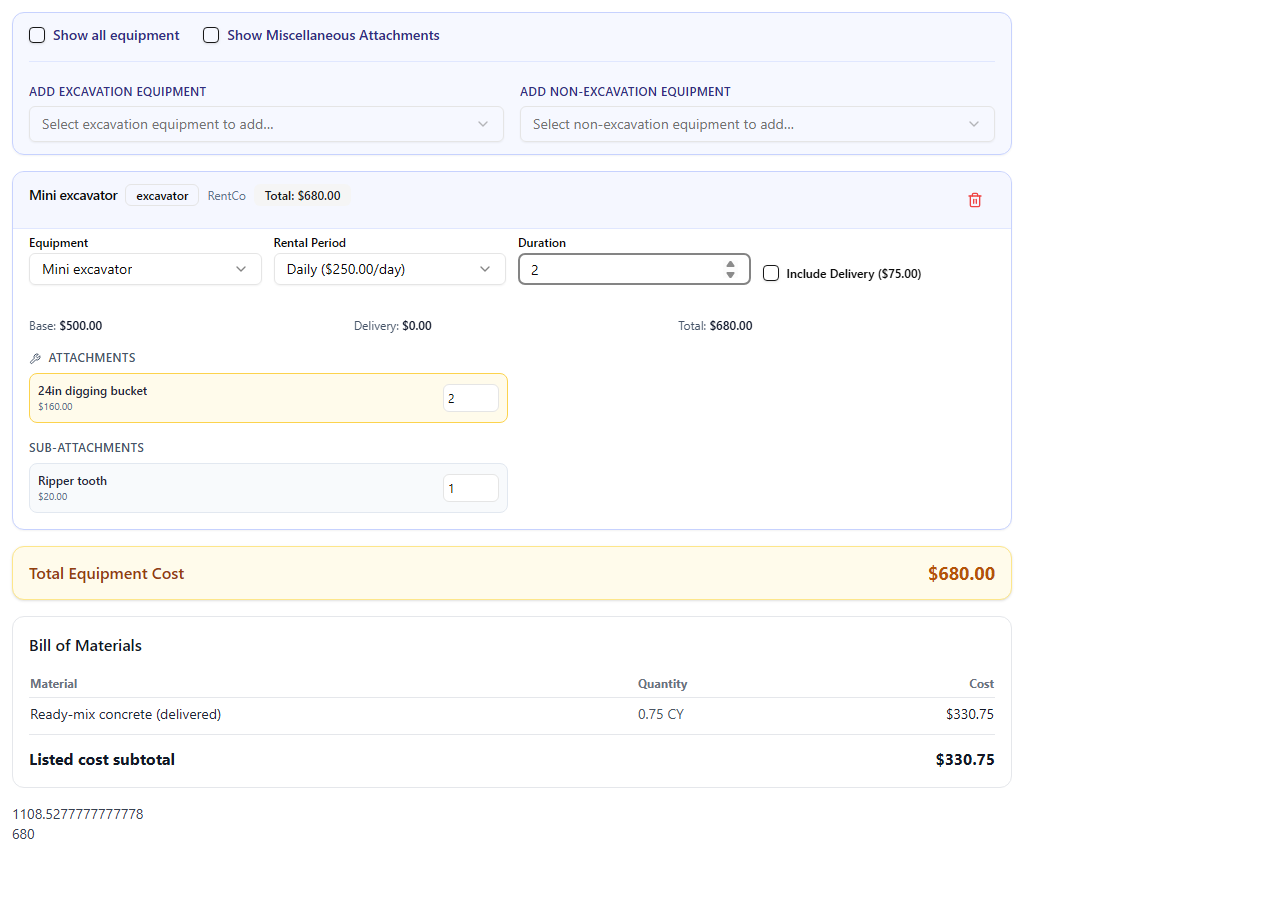 Show all equipment Show Miscellaneous Attachments
ADD EXCAVATION EQUIPMENT ADD NON-EXCAVATION EQUIPMENT
Select excavation equipment to add... Select non-excavation equipment to add...
Mini excavator excavator RentCo Total: $680.00
Equipment Rental Period Duration
Mini excavator Daily ($250.00/day) 2 Include Delivery ($75.00)
Base: $500.00 Delivery: $0.00 Total: $680.00
ATTACHMENTS
24in digging bucket
$160.00 2
SUB-ATTACHMENTS
Ripper tooth
$20.00 1
Total Equipment Cost $680.00
Bill of Materials
Material Quantity Cost
Ready-mix concrete (delivered) 0.75 CY $330.75
Listed cost subtotal $330.75
1108.5277777777778
680